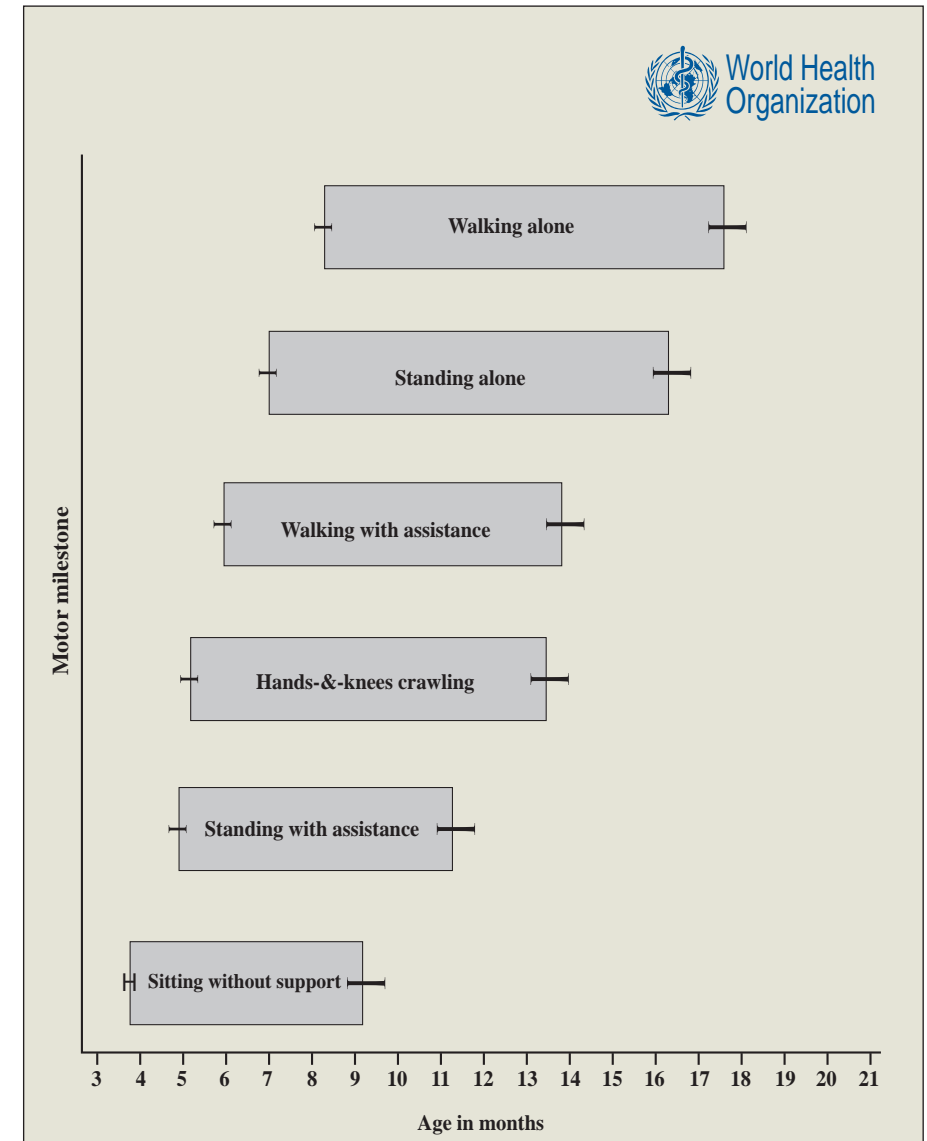 World Health
Organization
Walking alone
Standing alone
Walking with assistance
Motor milestone
Hands-&-knees crawling
Standing with assistance
Sitting without support
3 4 5 6 7 8 9 10 11 12 13 14 15 16 17 18 19 20 21
Age in months